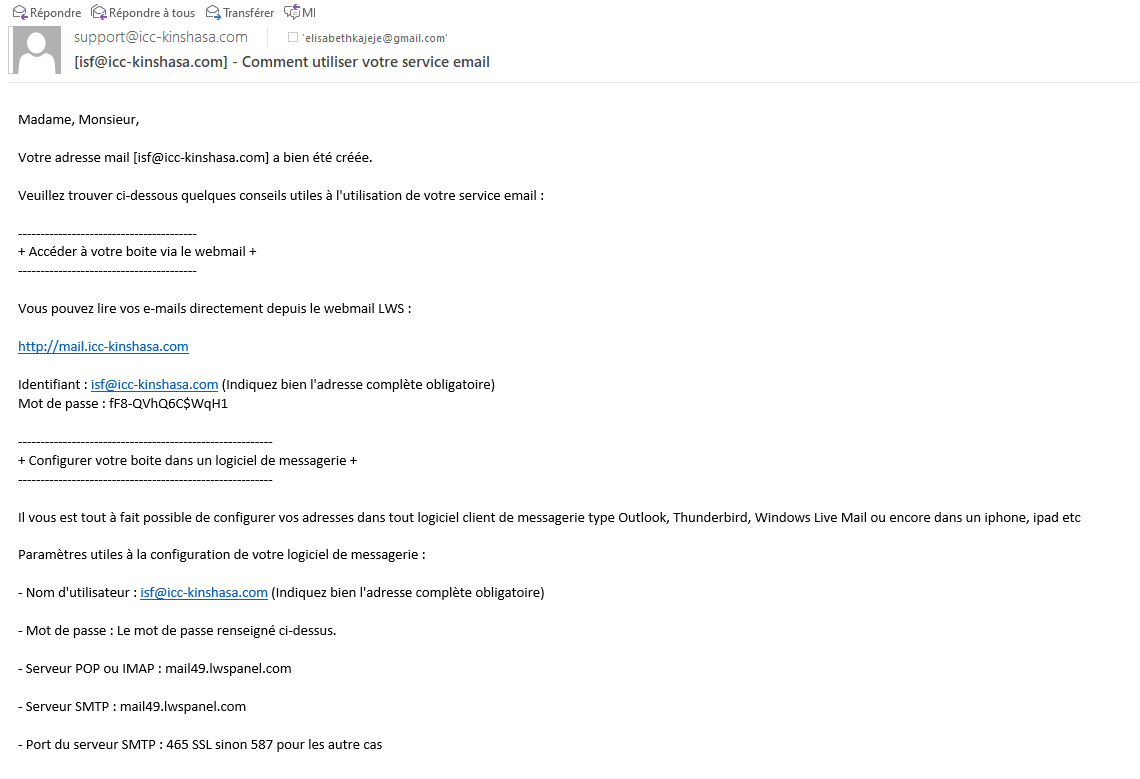 Répondre Répondre à tous Transférer MI
support@icc-kinshasa.com 'elisabethkajeje@gmail.com'
[isf@icc-kinshasa.com] - Comment utiliser votre service email
Madame, Monsieur,
Votre adresse mail [isf@icc-kinshasa.com] a bien été créée.
Veuillez trouver ci-dessous quelques conseils utiles à l'utilisation de votre service email :
----------------------------------------
+ Accéder à votre boite via le webmail +
----------------------------------------
Vous pouvez lire vos e-mails directement depuis le webmail LWS :
http://mail.icc-kinshasa.com
Identifiant : isf@icc-kinshasa.com (Indiquez bien l'adresse complète obligatoire)
Mot de passe : fF8-QVhQ6C$WqH1
---------------------------------------------------------
+ Configurer votre boite dans un logiciel de messagerie +
---------------------------------------------------------
Il vous est tout à fait possible de configurer vos adresses dans tout logiciel client de messagerie type Outlook, Thunderbird, Windows Live Mail ou encore dans un iphone, ipad etc
Paramètres utiles à la configuration de votre logiciel de messagerie :
- Nom d'utilisateur : isf@icc-kinshasa.com (Indiquez bien l'adresse complète obligatoire)
- Mot de passe : Le mot de passe renseigné ci-dessus.
- Serveur POP ou IMAP : mail49.lwspanel.com
- Serveur SMTP : mail49.lwspanel.com
- Port du serveur SMTP : 465 SSL sinon 587 pour les autre cas